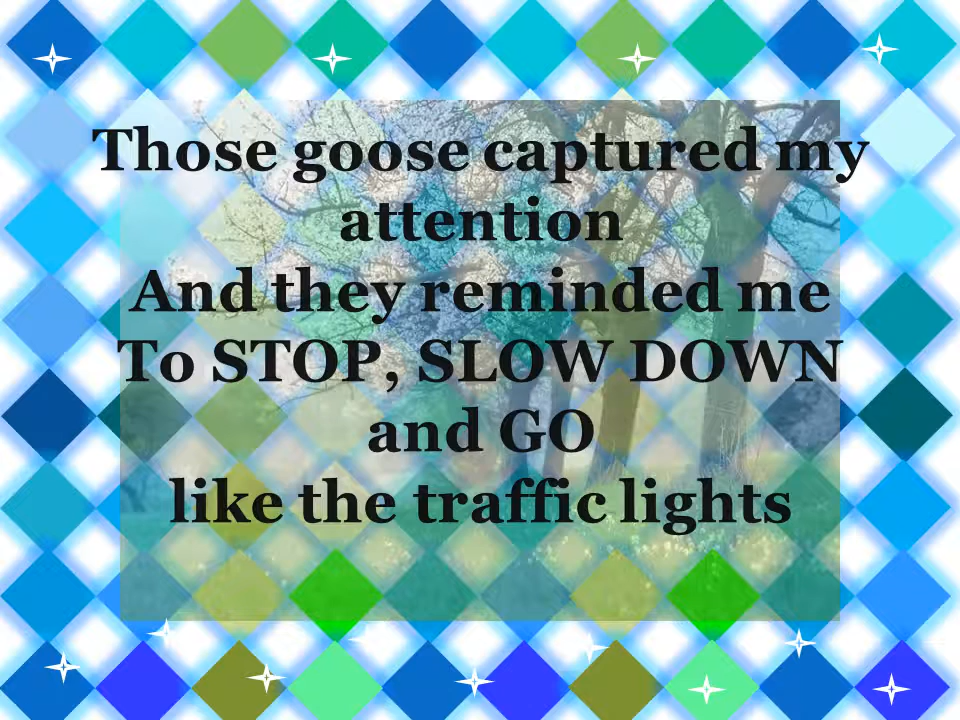 Those goose captured my
attention
And they reminded me
To STOP, SLOW DOWN
and GO
like the traffic lights